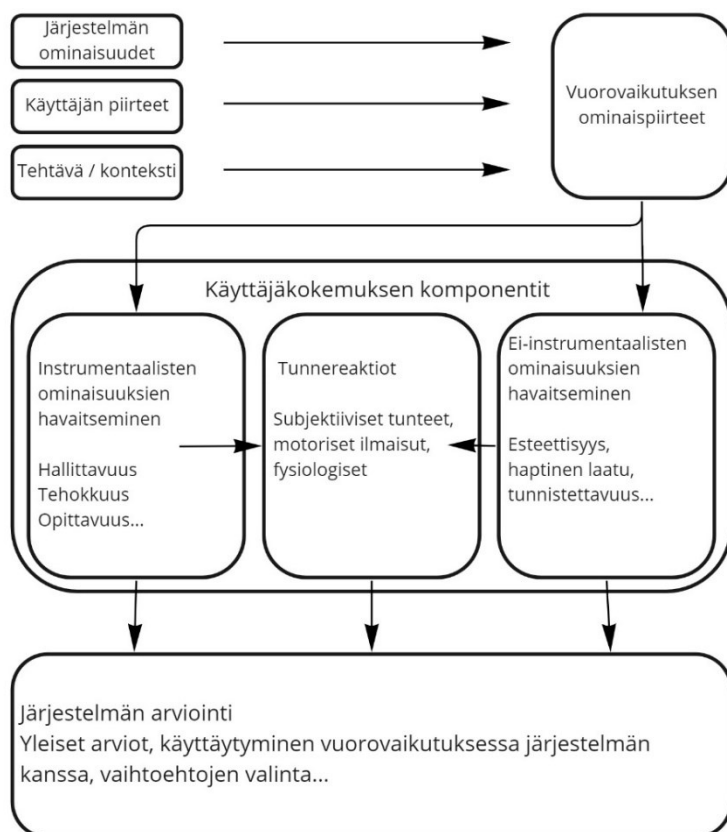 Järjestelmän
ominaisuudet
Käyttäjän piirteet
Tehtävä / konteksti
Vuorovaikutuksen
ominaispiirteet
Käyttäjäkokemuksen komponentit
Instrumentaalisten
ominaisuuksien
havaitseminen
Hallittavuus
Tehokkuus
Opittavuus...
Tunnereaktiot
Subjektiiviset tunteet,
motoriset ilmaisut,
fysiologiset
Ei-instrumentaalisten
ominaisuuksien
havaitseminen
Esteettisyys,
haptinen laatu,
tunnistettavuus...
Järjestelmän arviointi
Yleiset arviot, käyttäytyminen vuorovaikutuksessa järjestelmän
kanssa, vaihtoehtojen valinta...